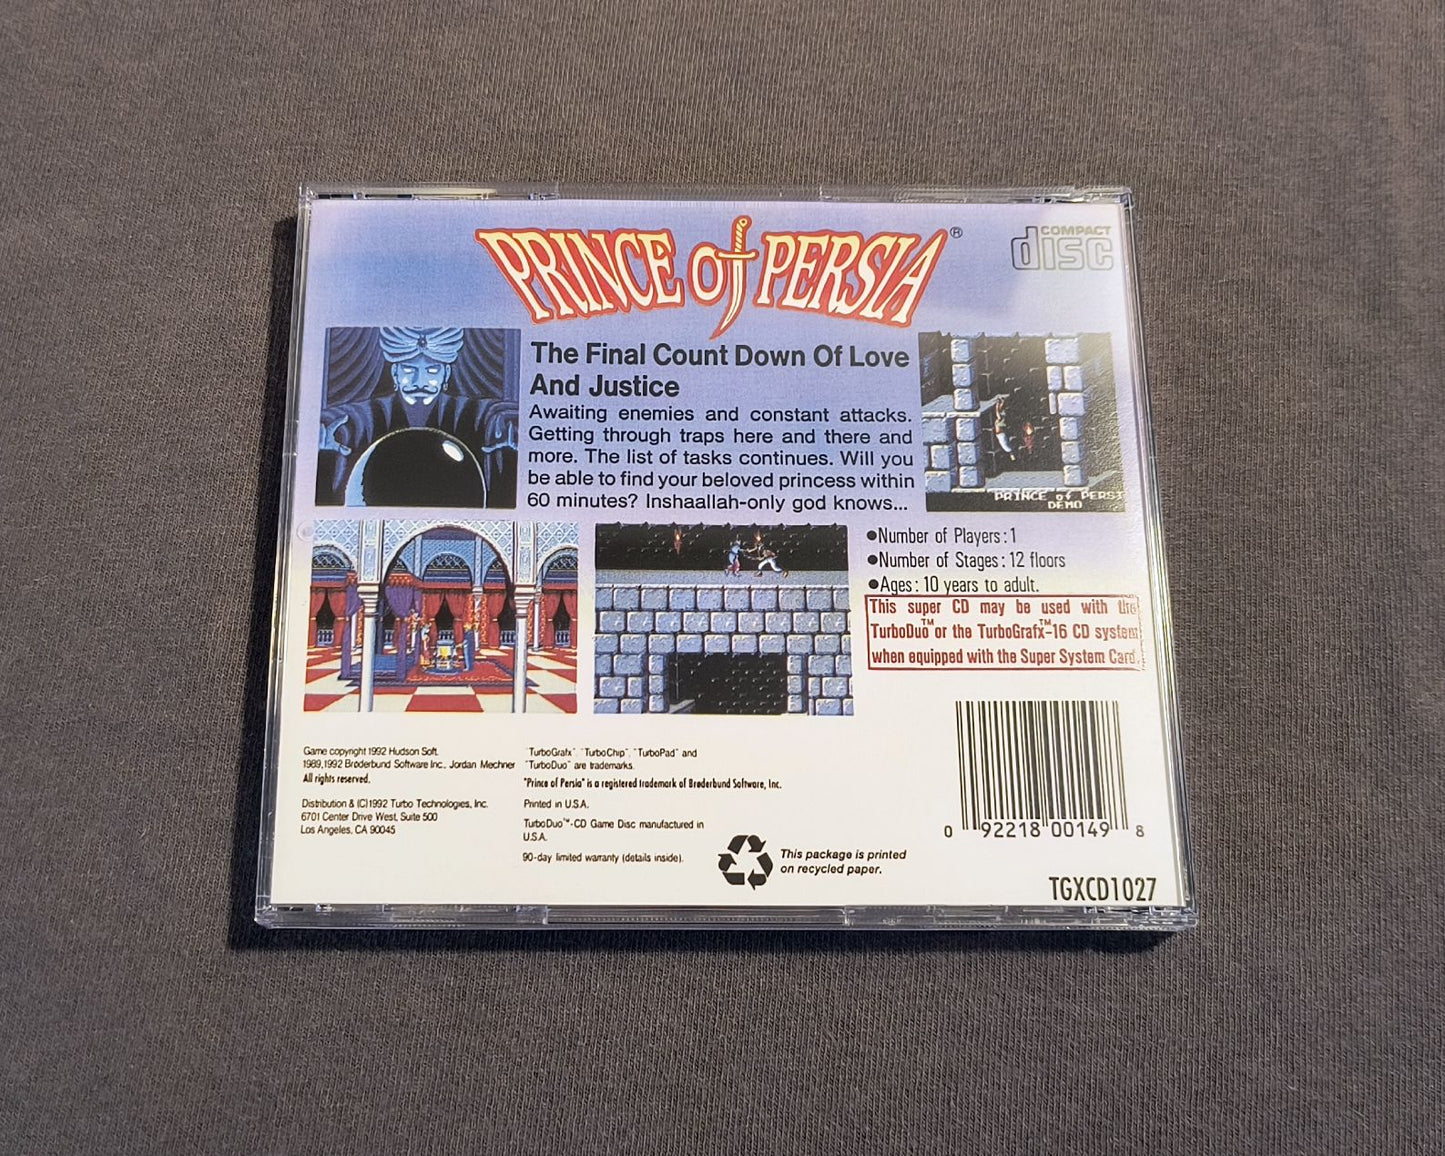 PRINCE of PERSIA®
COMPACT
disc
The Final Count Down Of Love
And Justice
Awaiting enemies and constant attacks.
Getting through traps here and there and
more. The list of tasks continues. Will you
be able to find your beloved princess within
60 minutes? Inshaallah-only god knows...
PRINCE of PERSI
DEMO
●Number of Players : 1
●Number of Stages : 12 floors
●Ages : 10 years to adult.
This super CD may be used with the
TurboDuo™ or the TurboGrafx™-16 CD system
when equipped with the Super System Card.
Game copyright 1992 Hudson Soft.
1989,1992 Brøderbund Software Inc., Jordan Mechner
All rights reserved.
Distribution & (C)1992 Turbo Technologies, Inc.
6701 Center Drive West, Suite 500
Los Angeles, CA 90045
"TurboGrafx", "TurboChip", "TurboPad" and
"TurboDuo" are trademarks.
"Prince of Persia" is a registered trademark of Brøderbund Software, Inc.
Printed in U.S.A.
TurboDuo™-CD Game Disc manufactured in
U.S.A.
90-day limited warranty (details inside).
This package is printed
on recycled paper.
0 92218 00149 8
TGXCD1027